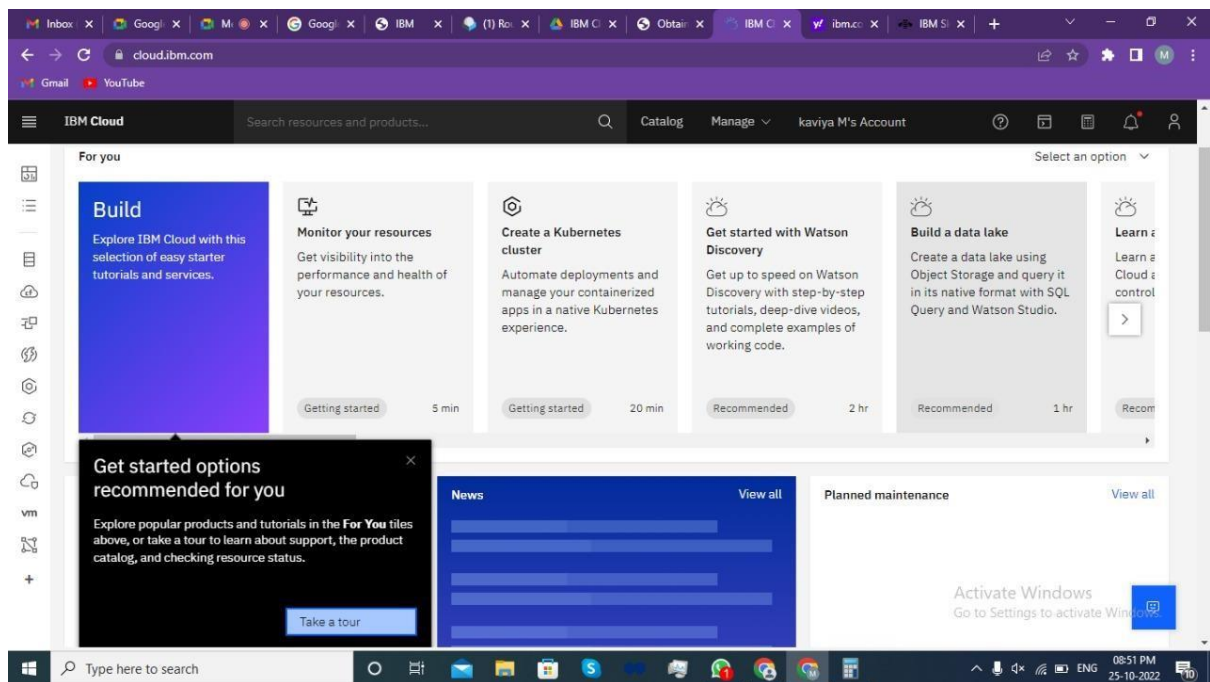 Inbox
Googl
M
Googl
IBM
(1) Ro
IBM Cl
Obtain
IBM Cl
ibm.cc
IBM Sl
cloud.ibm.com
M
Gmail
YouTube
IBM Cloud
Search resources and products...
Catalog
Manage
kaviya M's Account
For you
Select an option
Build
Explore IBM Cloud with this
selection of easy starter
tutorials and services.
Monitor your resources
Get visibility into the
performance and health of
your resources.
Getting started
5 min
Create a Kubernetes
cluster
Automate deployments and
manage your containerized
apps in a native Kubernetes
experience.
Getting started
20 min
Get started with Watson
Discovery
Get up to speed on Watson
Discovery with step-by-step
tutorials, deep-dive videos,
and complete examples of
working code.
Recommended
2 hr
Build a data lake
Create a data lake using
Object Storage and query it
in its native format with SQL
Query and Watson Studio.
Recommended
1 hr
Learn a
Learn a
Cloud a
control
Recom
vm
Get started options
recommended for you
Explore popular products and tutorials in the For You tiles
above, or take a tour to learn about support, the product
catalog, and checking resource status.
Take a tour
News
View all
Planned maintenance
View all
Activate Windows
Go to Settings to activate Windows.
Type here to search
ENG
08:51 PM
25-10-2022